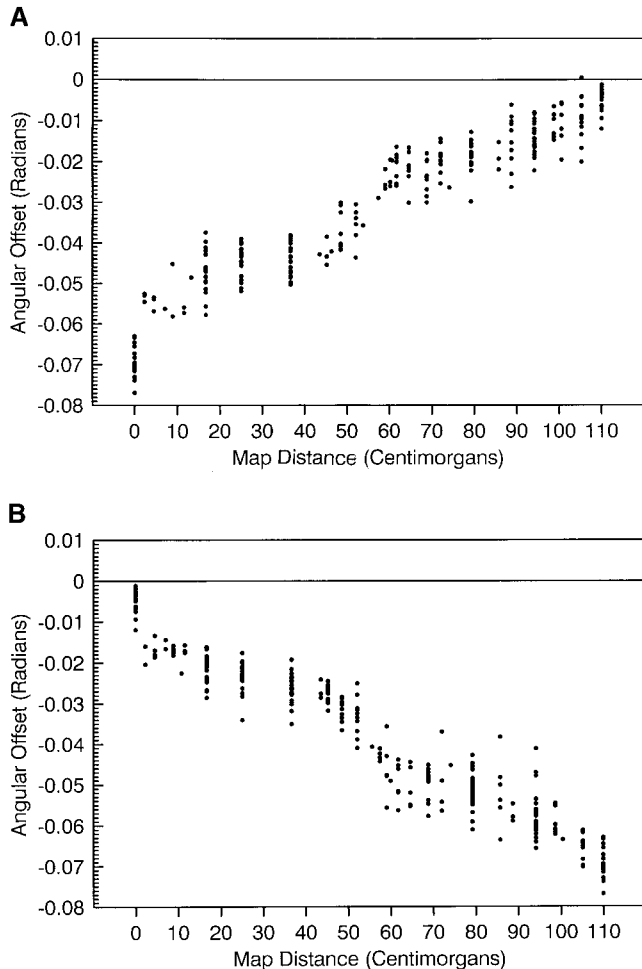 A
0.01
0
-0.01
-0.02
-0.03
-0.04
-0.05
-0.06
-0.07
-0.08
Angular Offset (Radians)
0 10 20 30 40 50 60 70 80 90 100 110
Map Distance (Centimorgans)
B
0.01
0
-0.01
-0.02
-0.03
-0.04
-0.05
-0.06
-0.07
-0.08
Angular Offset (Radians)
0 10 20 30 40 50 60 70 80 90 100 110
Map Distance (Centimorgans)